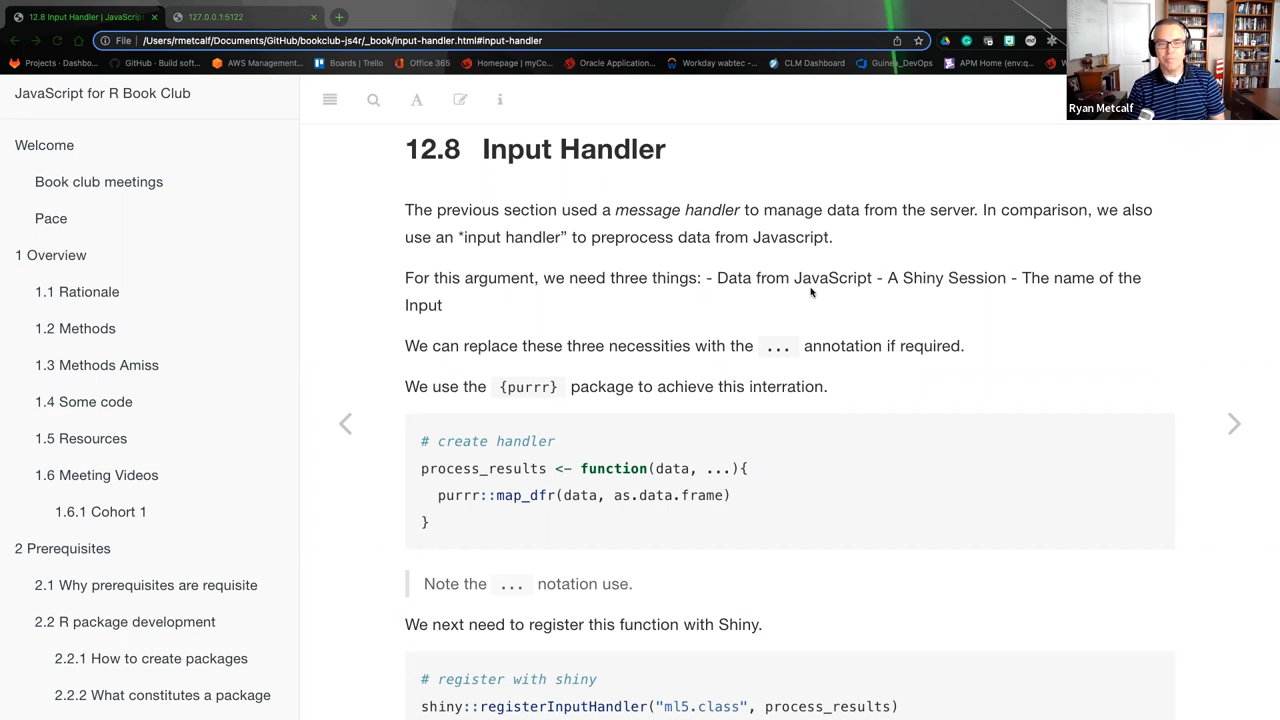 12.8 Input Handler | JavaScrip
127.0.0.1:5122
File
/Users/rmetcalf/Documents/GitHub/bookclub-js4r/_book/input-handler.html#input-handler
Projects · Dashbo...
GitHub · Build soft...
AWS Management...
Boards | Trello
Office 365
Homepage | myCo...
Oracle Application...
Workday wabtec -...
CLM Dashboard
Guinea_DevOps
APM Home (env:q...
Ryan Metcalf
JavaScript for R Book Club
Welcome
Book club meetings
Pace
1 Overview
1.1 Rationale
1.2 Methods
1.3 Methods Amiss
1.4 Some code
1.5 Resources
1.6 Meeting Videos
1.6.1 Cohort 1
2 Prerequisites
2.1 Why prerequisites are requisite
2.2 R package development
2.2.1 How to create packages
2.2.2 What constitutes a package
12.8 Input Handler
The previous section used a message handler to manage data from the server. In comparison, we also
use an *input handler” to preprocess data from Javascript.
For this argument, we need three things: - Data from JavaScript - A Shiny Session - The name of the
Input
We can replace these three necessities with the ... annotation if required.
We use the {purrr} package to achieve this interration.
# create handler
process_results <- function(data, ...){
purrr::map_dfr(data, as.data.frame)
}
Note the ... notation use.
We next need to register this function with Shiny.
# register with shiny
shiny::registerInputHandler("ml5.class", process_results)